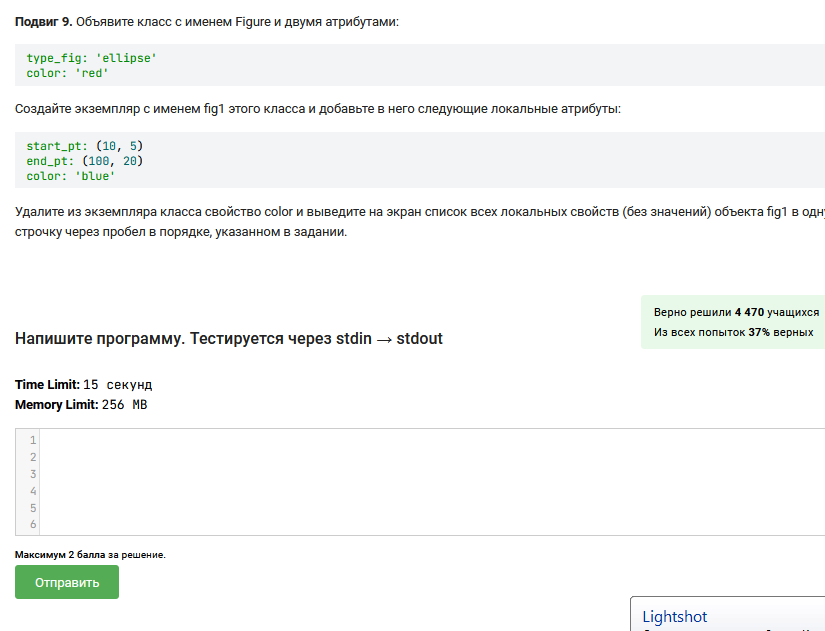 Подвиг 9. Объявите класс с именем Figure и двумя атрибутами:
type_fig: 'ellipse'
color: 'red'
Создайте экземпляр с именем fig1 этого класса и добавьте в него следующие локальные атрибуты:
start_pt: (10, 5)
end_pt: (100, 20)
color: 'blue'
Удалите из экземпляра класса свойство color и выведите на экран список всех локальных свойств (без значений) объекта fig1 в одну
строчку через пробел в порядке, указанном в задании.
Верно решили 4 470 учащихся
Из всех попыток 37% верных
Напишите программу. Тестируется через stdin → stdout
Time Limit: 15 секунд
Memory Limit: 256 MB
1
2
3
4
5
6
Максимум 2 балла за решение.
Отправить
Lightshot